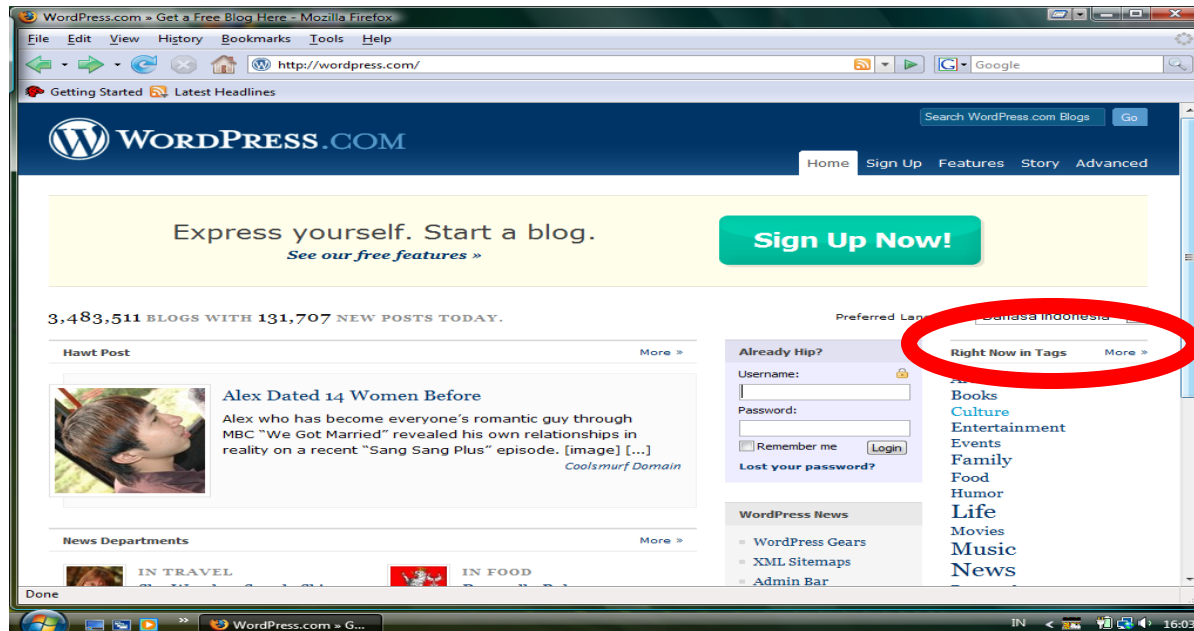 WordPress.com » Get a Free Blog Here - Mozilla Firefox
File Edit View History Bookmarks Tools Help
http://wordpress.com/
G Google
Getting Started Latest Headlines
Search WordPress.com Blogs Go
WORDPRESS.COM
Home Sign Up Features Story Advanced
Express yourself. Start a blog.
See our free features »
Sign Up Now!
3,483,511 BLOGS WITH 131,707 NEW POSTS TODAY.
Preferred
Bahasa Indonesia
Hawt Post More »
Alex Dated 14 Women Before
Alex who has become everyone's romantic guy through
MBC "We Got Married" revealed his own relationships in
reality on a recent "Sang Sang Plus" episode. [image] [...]
Coolsmurf Domain
News Departments More »
IN TRAVEL
IN FOOD
Already Hip?
Username:
Password:
Remember me Login
Lost your password?
WordPress News
WordPress Gears
XML Sitemaps
Admin Bar
Right Now in Tags More »
Books
Culture
Entertainment
Events
Family
Food
Humor
Life
Movies
Music
News
Done
WordPress.com » G...
IN < 16:03